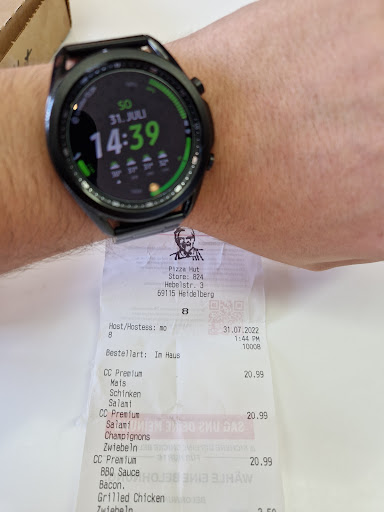 SO
31. JULI
14:39
Pizza Hut
Store: 824
Hebelstr. 3
69115 Heidelberg
8
Host/Hostess: mo 31.07.2022
8 1:44 PM
10008
Bestellart: Im Haus
CC Premium 20.99
Mais
Schinken
Salami
CC Premium 20.99
Salami
Champignons
Zwiebeln
CC Premium 20.99
BBQ Sauce
Bacon.
Grilled Chicken
Zwiebeln